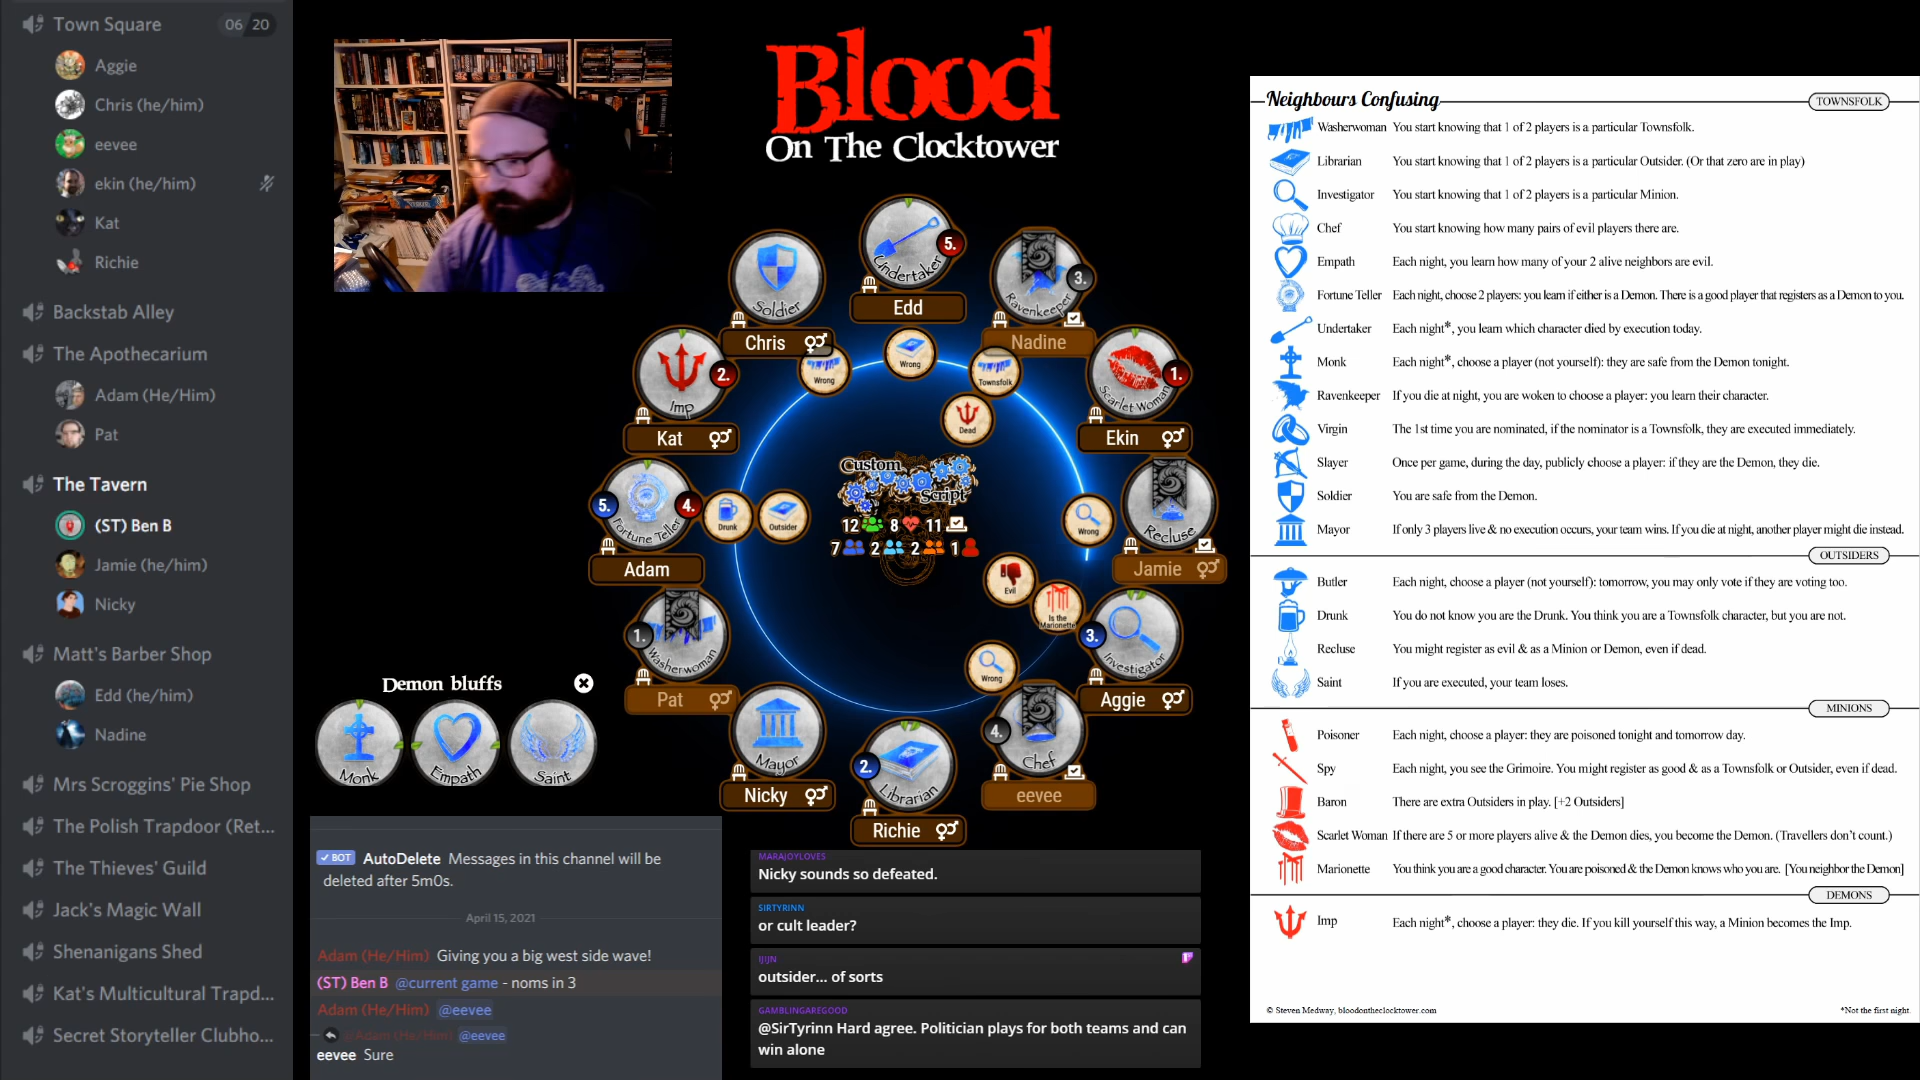 Town Square
06 20
Aggie
Chris (he/him)
eevee
ekin (he/him)
Kat
Richie
Backstab Alley
The Apothecarium
Adam (He/Him)
Pat
The Tavern
(ST) Ben B
Jamie (he/him)
Nicky
Matt's Barber Shop
Edd (he/him)
Nadine
Mrs Scroggins' Pie Shop
The Polish Trapdoor (Ret...
The Thieves' Guild
Jack's Magic Wall
Shenanigans Shed
Kat's Multicultural Trapd...
Secret Storyteller Clubho...
Blood
On The Clocktower
Undertaker
5.
Edd
Soldier
Chris
Ravenkeeper
3.
Nadine
Imp
2.
Kat
Scarlet Woman
1.
Ekin
Wrong
Wrong
Townsfolk
Dead
Fortune Teller
5.
4.
Adam
Drunk
Outsider
Custom
Script
12 8 11
7 2 2 1
Wrong
Recluse
Jamie
Washerwoman
1.
Pat
Evil
Is the
Marionette
Investigator
3.
Aggie
Wrong
Mayor
Nicky
Librarian
2.
Richie
Chef
4.
eevee
Demon bluffs
Monk
Empath
Saint
BOT AutoDelete Messages in this channel will be
deleted after 5m0s.
April 15, 2021
Adam (He/Him) Giving you a big west side wave!
(ST) Ben B @current game - noms in 3
Adam (He/Him) @eevee
Adam (He/Him) @eevee
eevee Sure
MARAJOYLOVES
Nicky sounds so defeated.
SIRTYRINN
or cult leader?
IJIJN
outsider... of sorts
GAMBLINGAREGOOD
@SirTyrinn Hard agree. Politician plays for both teams and can
win alone
Neighbours Confusing
TOWNSFOLK
Washerwoman You start knowing that 1 of 2 players is a particular Townsfolk.
Librarian You start knowing that 1 of 2 players is a particular Outsider. (Or that zero are in play)
Investigator You start knowing that 1 of 2 players is a particular Minion.
Chef You start knowing how many pairs of evil players there are.
Empath Each night, you learn how many of your 2 alive neighbors are evil.
Fortune Teller Each night, choose 2 players: you learn if either is a Demon. There is a good player that registers as a Demon to you.
Undertaker Each night*, you learn which character died by execution today.
Monk Each night*, choose a player (not yourself): they are safe from the Demon tonight.
Ravenkeeper If you die at night, you are woken to choose a player: you learn their character.
Virgin The 1st time you are nominated, if the nominator is a Townsfolk, they are executed immediately.
Slayer Once per game, during the day, publicly choose a player: if they are the Demon, they die.
Soldier You are safe from the Demon.
Mayor If only 3 players live & no execution occurs, your team wins. If you die at night, another player might die instead.
OUTSIDERS
Butler Each night, choose a player (not yourself): tomorrow, you may only vote if they are voting too.
Drunk You do not know you are the Drunk. You think you are a Townsfolk character, but you are not.
Recluse You might register as evil & as a Minion or Demon, even if dead.
Saint If you are executed, your team loses.
MINIONS
Poisoner Each night, choose a player: they are poisoned tonight and tomorrow day.
Spy Each night, you see the Grimoire. You might register as good & as a Townsfolk or Outsider, even if dead.
Baron There are extra Outsiders in play. [+2 Outsiders]
Scarlet Woman If there are 5 or more players alive & the Demon dies, you become the Demon. (Travellers don't count.)
Marionette You think you are a good character. You are poisoned & the Demon knows who you are. [You neighbor the Demon]
DEMONS
Imp Each night*, choose a player: they die. If you kill yourself this way, a Minion becomes the Imp.
© Steven Medway, bloodontheclocktower.com
*Not the first night.